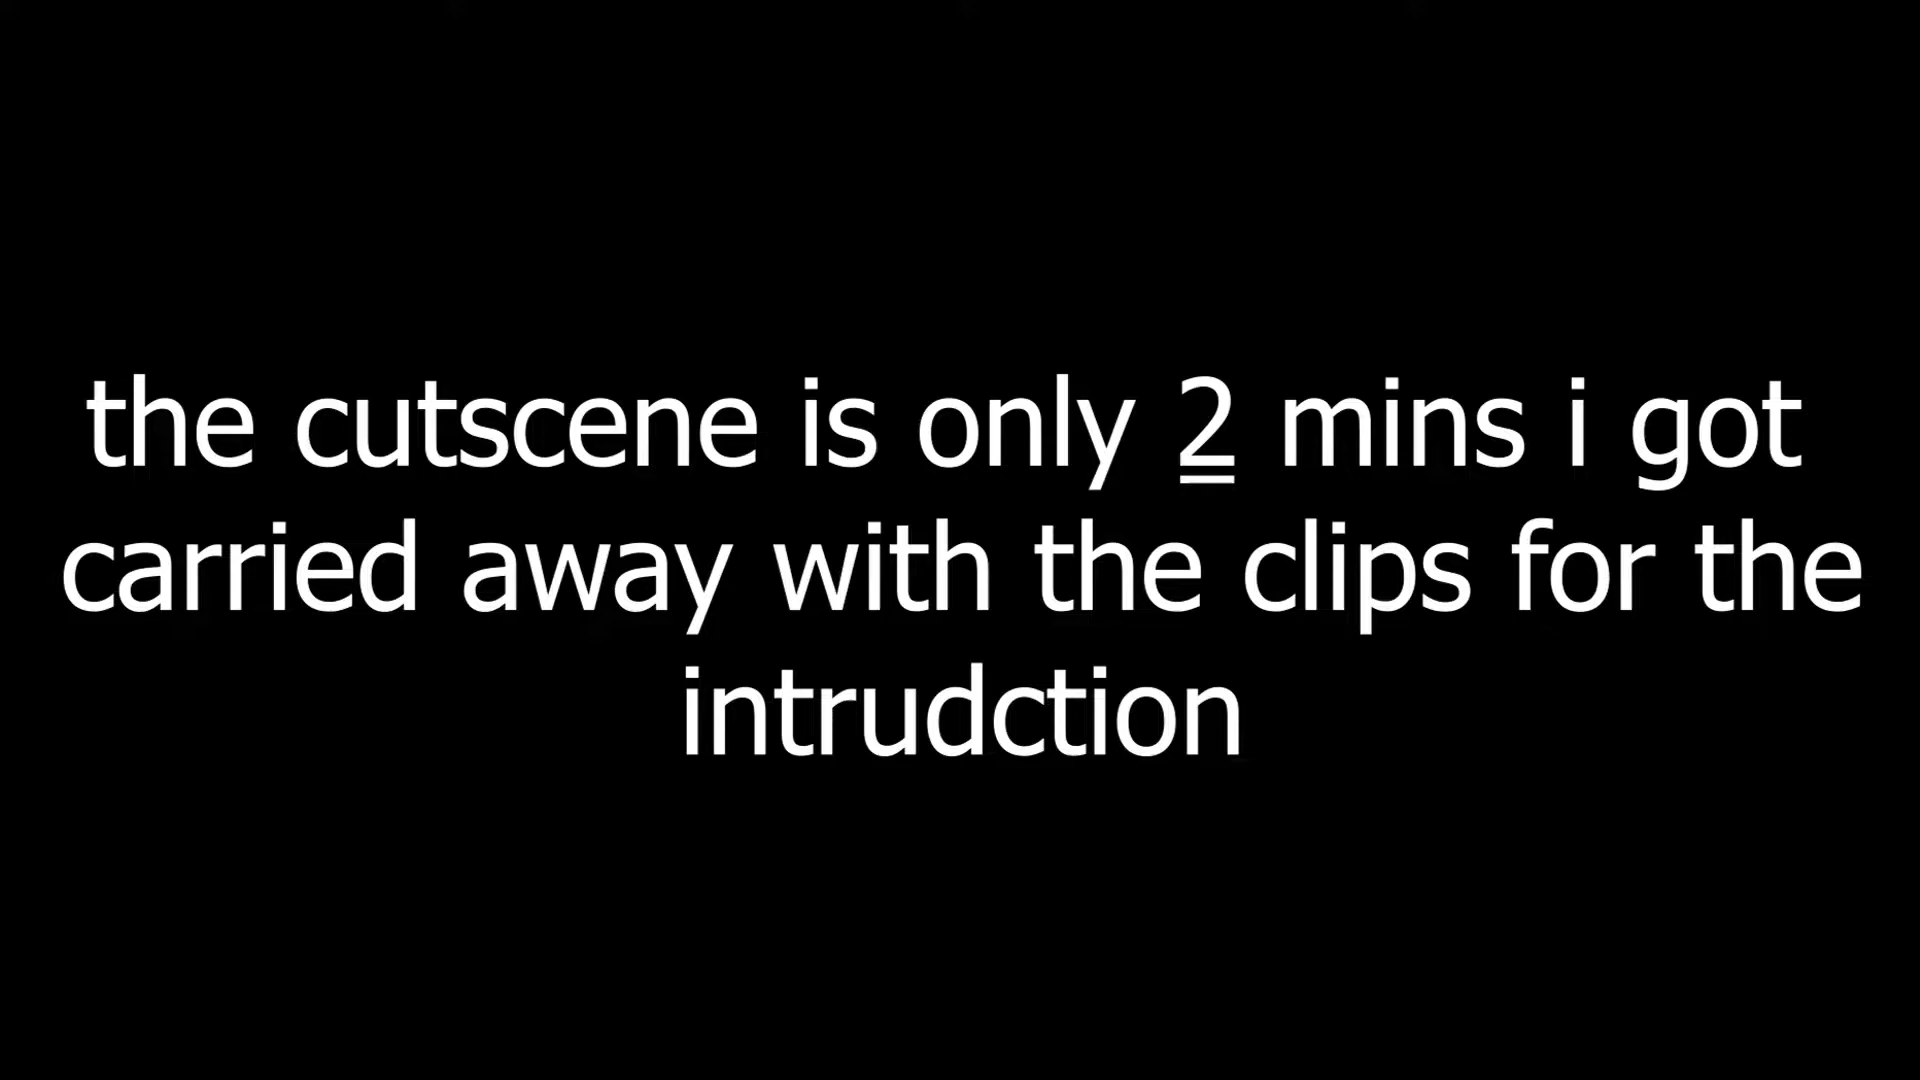 the cutscene is only 2 mins i got
carried away with the clips for the
intrudction